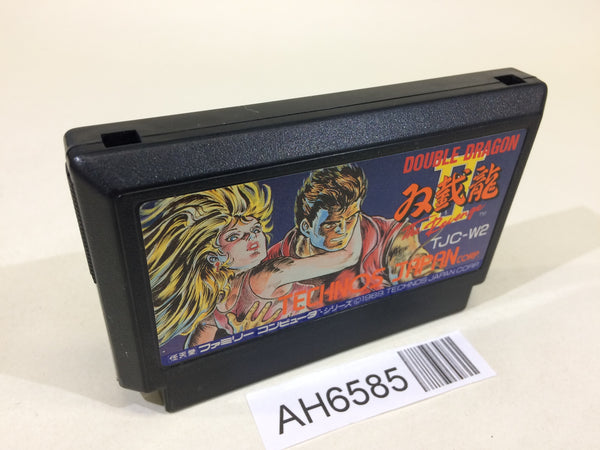 DOUBLE DRAGON
II
双截龍
The Revenge™
TJC-W2
TECHNOS JAPAN CORP.
任天堂 ファミリー コンピュータ シリーズ ©1989 TECHNOS JAPAN CORP.
AH6585